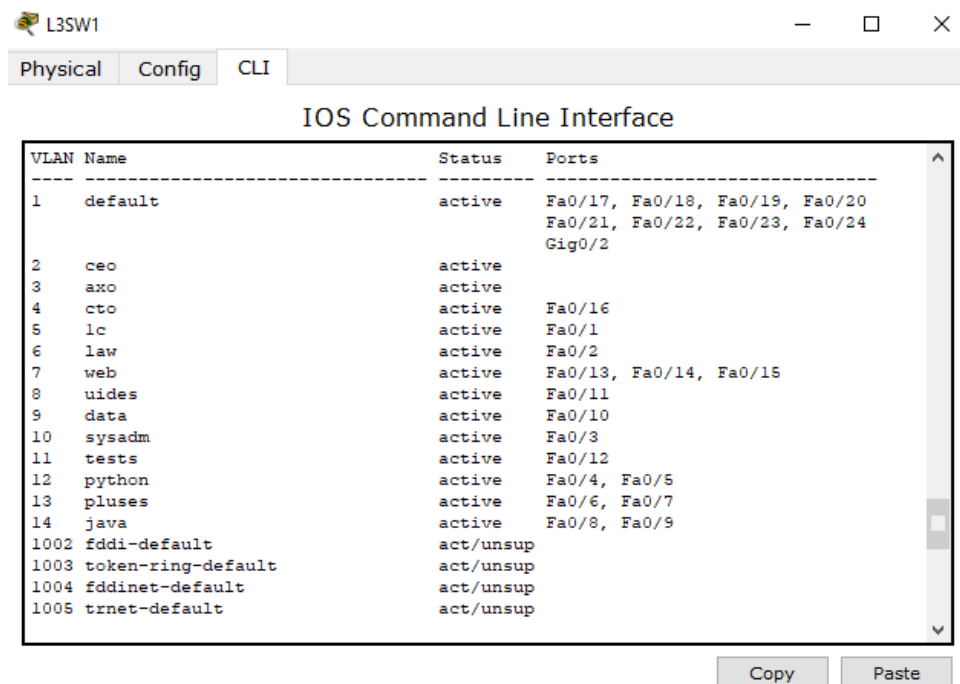 L3SW1
Physical Config CLI
IOS Command Line Interface
VLAN Name                             Status    Ports
---- -------------------------------- --------- -------------------------------
1    default                          active    Fa0/17, Fa0/18, Fa0/19, Fa0/20
                                                Fa0/21, Fa0/22, Fa0/23, Fa0/24
                                                Gig0/2
2    ceo                              active
3    axo                              active
4    cto                              active    Fa0/16
5    lc                               active    Fa0/1
6    law                              active    Fa0/2
7    web                              active    Fa0/13, Fa0/14, Fa0/15
8    uides                            active    Fa0/11
9    data                             active    Fa0/10
10   sysadm                           active    Fa0/3
11   tests                            active    Fa0/12
12   python                           active    Fa0/4, Fa0/5
13   pluses                           active    Fa0/6, Fa0/7
14   java                             active    Fa0/8, Fa0/9
1002 fddi-default                     act/unsup
1003 token-ring-default               act/unsup
1004 fddinet-default                  act/unsup
1005 trnet-default                    act/unsup
Copy Paste